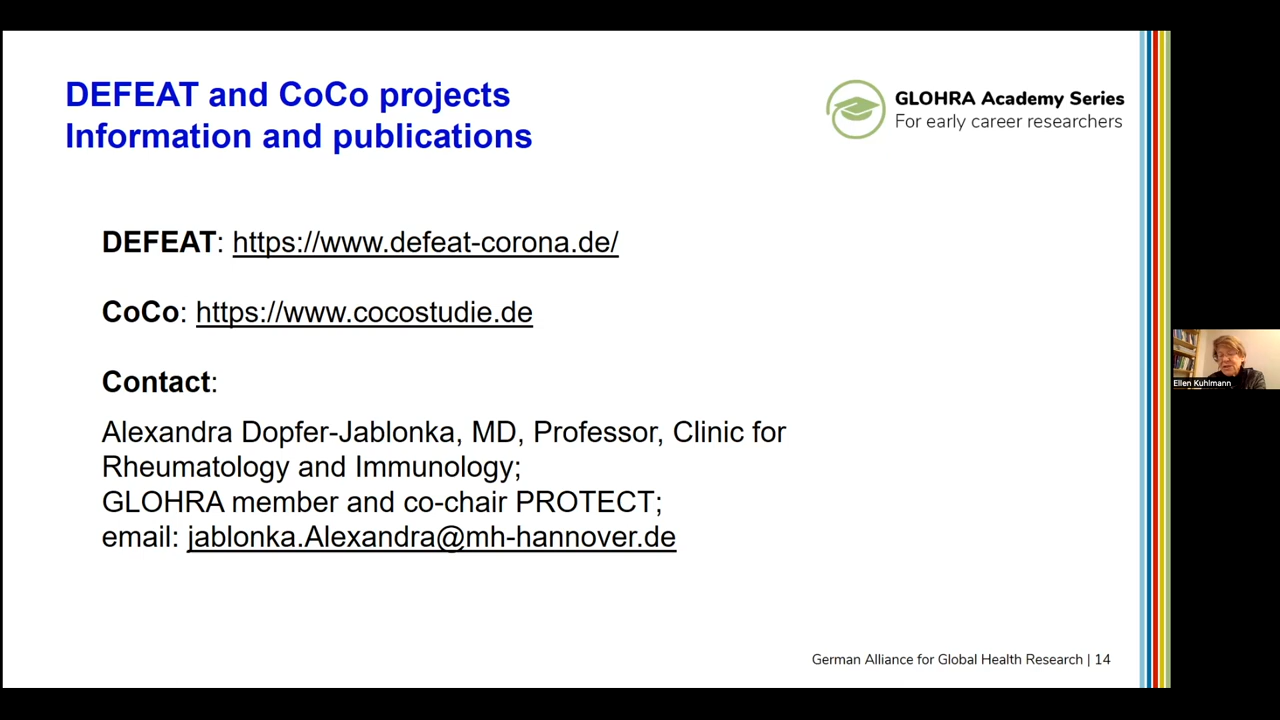 DEFEAT and CoCo projects
Information and publications
GLOHRA Academy Series
For early career researchers
DEFEAT: https://www.defeat-corona.de/
CoCo: https://www.cocostudie.de
Contact:
Alexandra Dopfer-Jablonka, MD, Professor, Clinic for
Rheumatology and Immunology;
GLOHRA member and co-chair PROTECT;
email: jablonka.Alexandra@mh-hannover.de
Ellen Kuhlmann
German Alliance for Global Health Research | 14